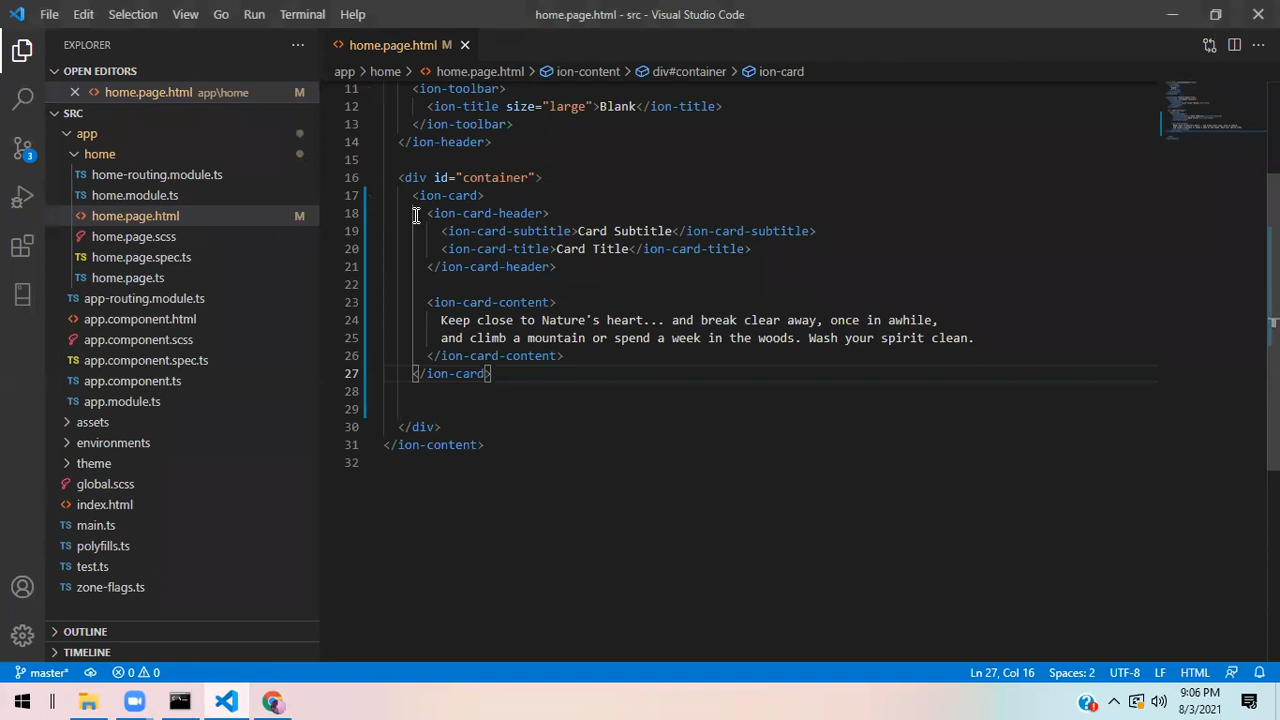 File Edit Selection View Go Run Terminal Help
home.page.html - src - Visual Studio Code
EXPLORER
OPEN EDITORS
home.page.html app\home M
SRC
app
home
home-routing.module.ts
home.module.ts
home.page.html M
home.page.scss
home.page.spec.ts
home.page.ts
app-routing.module.ts
app.component.html
app.component.scss
app.component.spec.ts
app.component.ts
app.module.ts
assets
environments
theme
global.scss
index.html
main.ts
polyfills.ts
test.ts
zone-flags.ts
OUTLINE
TIMELINE
home.page.html M
app > home > home.page.html > ion-content > div#container > ion-card
11 <ion-toolbar>
12 <ion-title size="large">Blank</ion-title>
13 </ion-toolbar>
14 </ion-header>
15
16 <div id="container">
17 <ion-card>
18 <ion-card-header>
19 <ion-card-subtitle>Card Subtitle</ion-card-subtitle>
20 <ion-card-title>Card Title</ion-card-title>
21 </ion-card-header>
22
23 <ion-card-content>
24 Keep close to Nature's heart... and break clear away, once in awhile,
25 and climb a mountain or spend a week in the woods. Wash your spirit clean.
26 </ion-card-content>
27 </ion-card>
28
29
30 </div>
31 </ion-content>
32
master* 0 0 Ln 27, Col 16 Spaces: 2 UTF-8 LF HTML
9:06 PM
8/3/2021